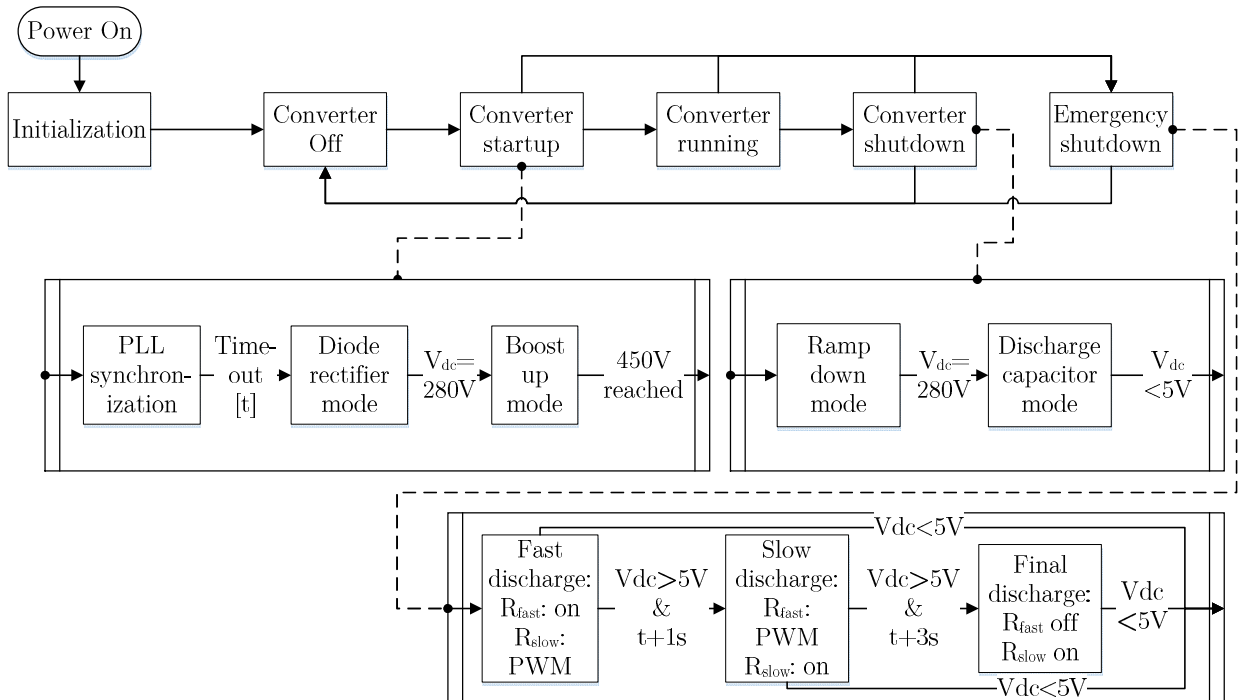 Power On
Initialization
Converter
Off
Converter
startup
Converter
running
Converter
shutdown
Emergency
shutdown
PLL
synchron-
ization
Time-
out
[t]
Diode
rectifier
mode
Vdc=
280V
Boost
up
mode
450V
reached
Ramp
down
mode
Vdc=
280V
Discharge
capacitor
mode
Vdc
<5V
Vdc<5V
Fast
discharge:
Rfast: on
Rslow:
PWM
Vdc>5V
&
t+1s
Slow
discharge:
Rfast:
PWM
Rslow: on
Vdc>5V
&
t+3s
Final
discharge:
Rfast off
Rslow on
Vdc
<5V
Vdc<5V